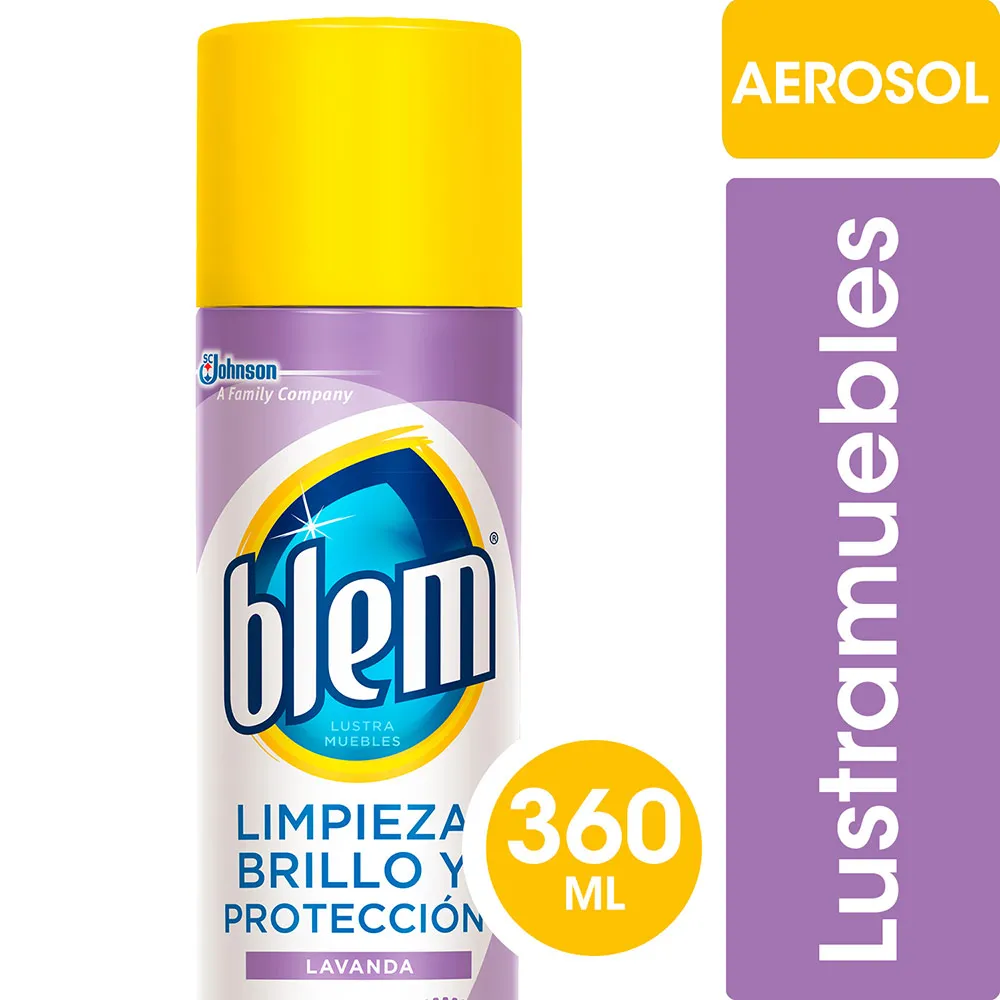 AEROSOL
Lustramuebles
SC Johnson
A Family Company
blem®
LUSTRA
MUEBLES
LIMPIEZA
BRILLO Y
PROTECCIÓN
LAVANDA
360
ML